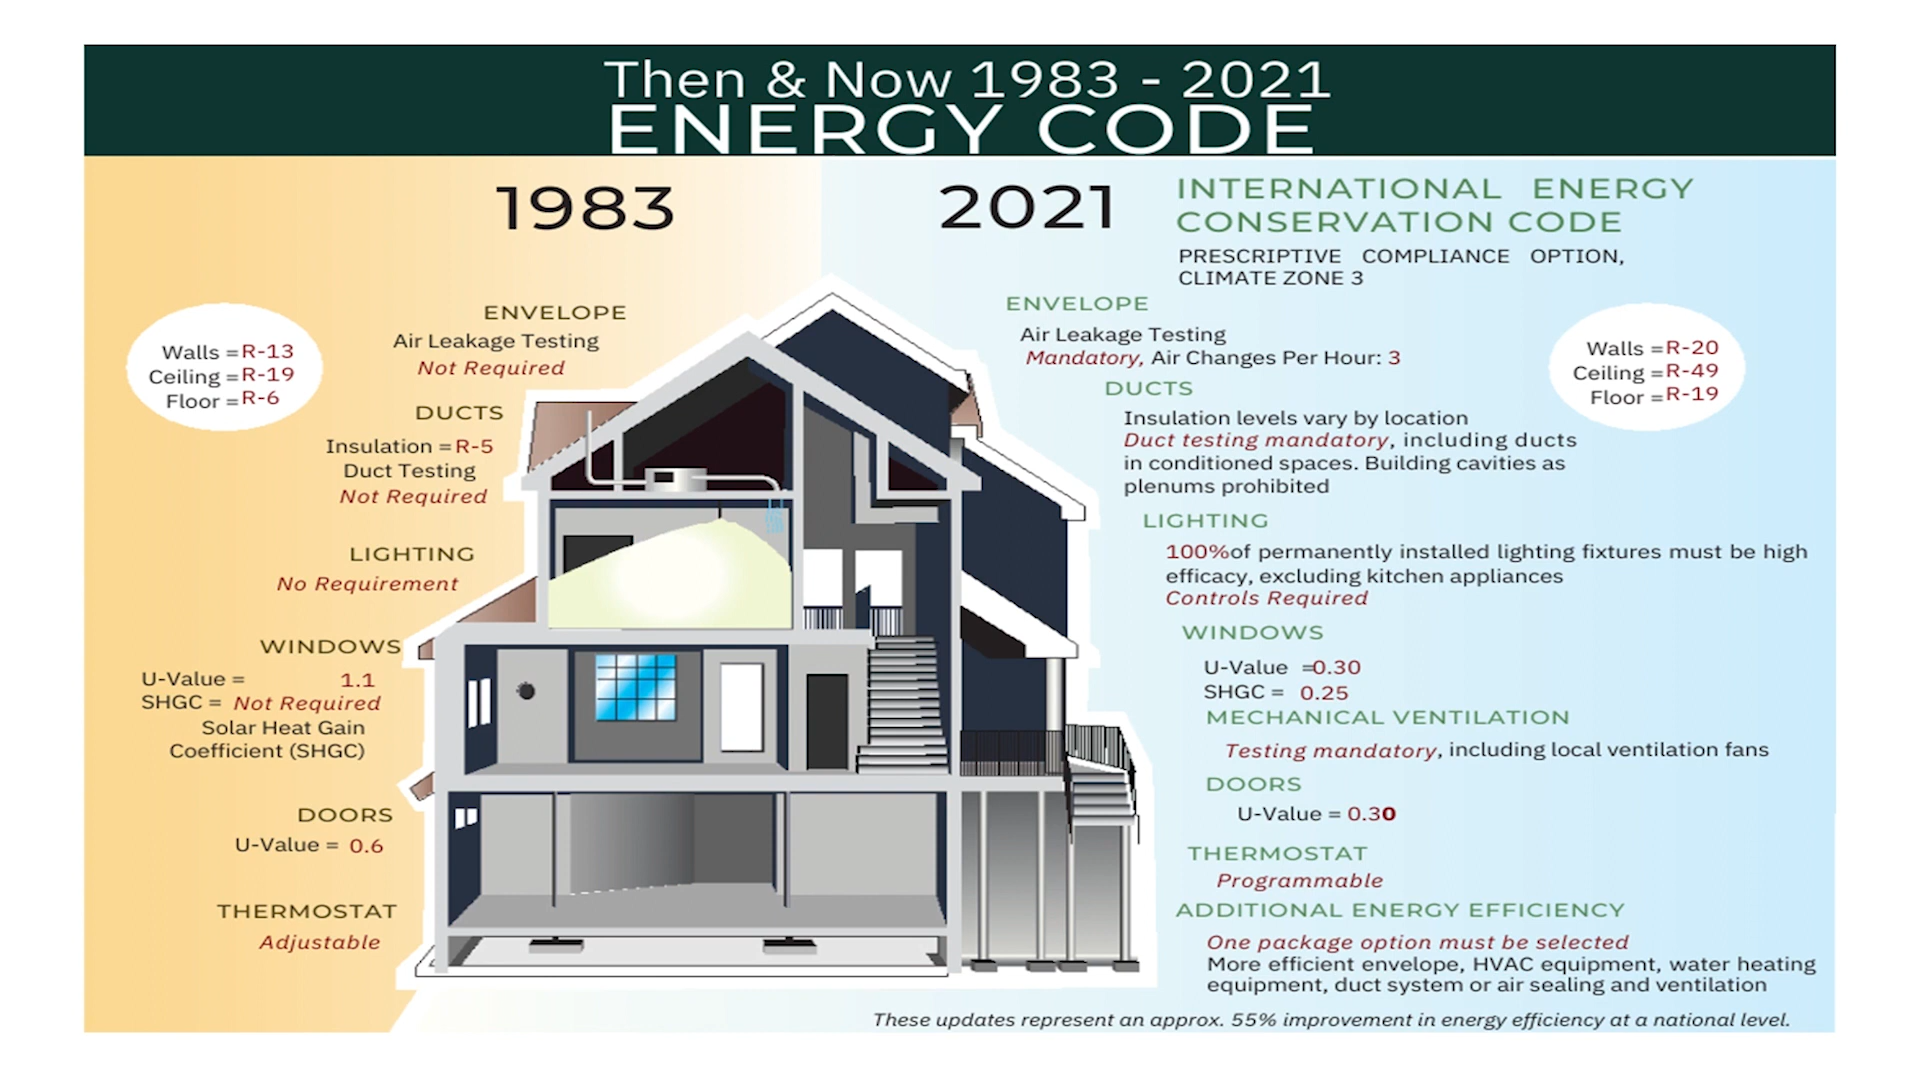 Then & Now 1983 - 2021
ENERGY CODE
1983
ENVELOPE
Air Leakage Testing
Not Required
Walls = R-13
Ceiling = R-19
Floor = R-6
DUCTS
Insulation = R-5
Duct Testing
Not Required
LIGHTING
No Requirement
WINDOWS
U-Value = 1.1
SHGC = Not Required
Solar Heat Gain
Coefficient (SHGC)
DOORS
U-Value = 0.6
THERMOSTAT
Adjustable
2021
INTERNATIONAL ENERGY
CONSERVATION CODE
PRESCRIPTIVE COMPLIANCE OPTION,
CLIMATE ZONE 3
ENVELOPE
Air Leakage Testing
Mandatory, Air Changes Per Hour: 3
Walls = R-20
Ceiling = R-49
Floor = R-19
DUCTS
Insulation levels vary by location
Duct testing mandatory, including ducts
in conditioned spaces. Building cavities as
plenums prohibited
LIGHTING
100%of permanently installed lighting fixtures must be high
efficacy, excluding kitchen appliances
Controls Required
WINDOWS
U-Value =0.30
SHGC = 0.25
MECHANICAL VENTILATION
Testing mandatory, including local ventilation fans
DOORS
U-Value = 0.30
THERMOSTAT
Programmable
ADDITIONAL ENERGY EFFICIENCY
One package option must be selected
More efficient envelope, HVAC equipment, water heating
equipment, duct system or air sealing and ventilation
These updates represent an approx. 55% improvement in energy efficiency at a national level.